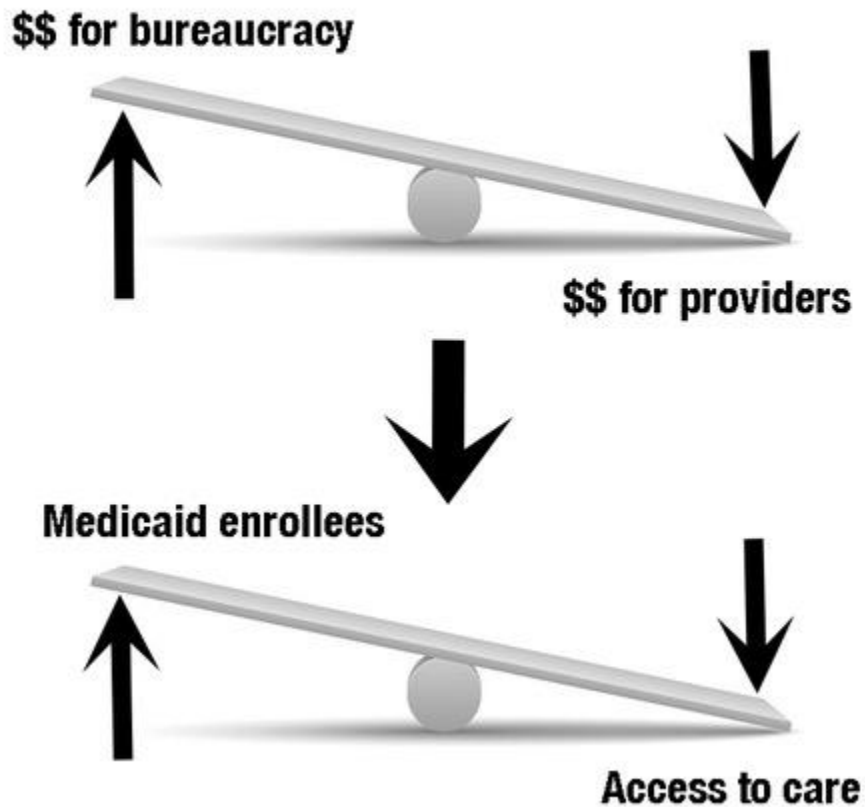 $$ for bureaucracy
$$ for providers
Medicaid enrollees
Access to care